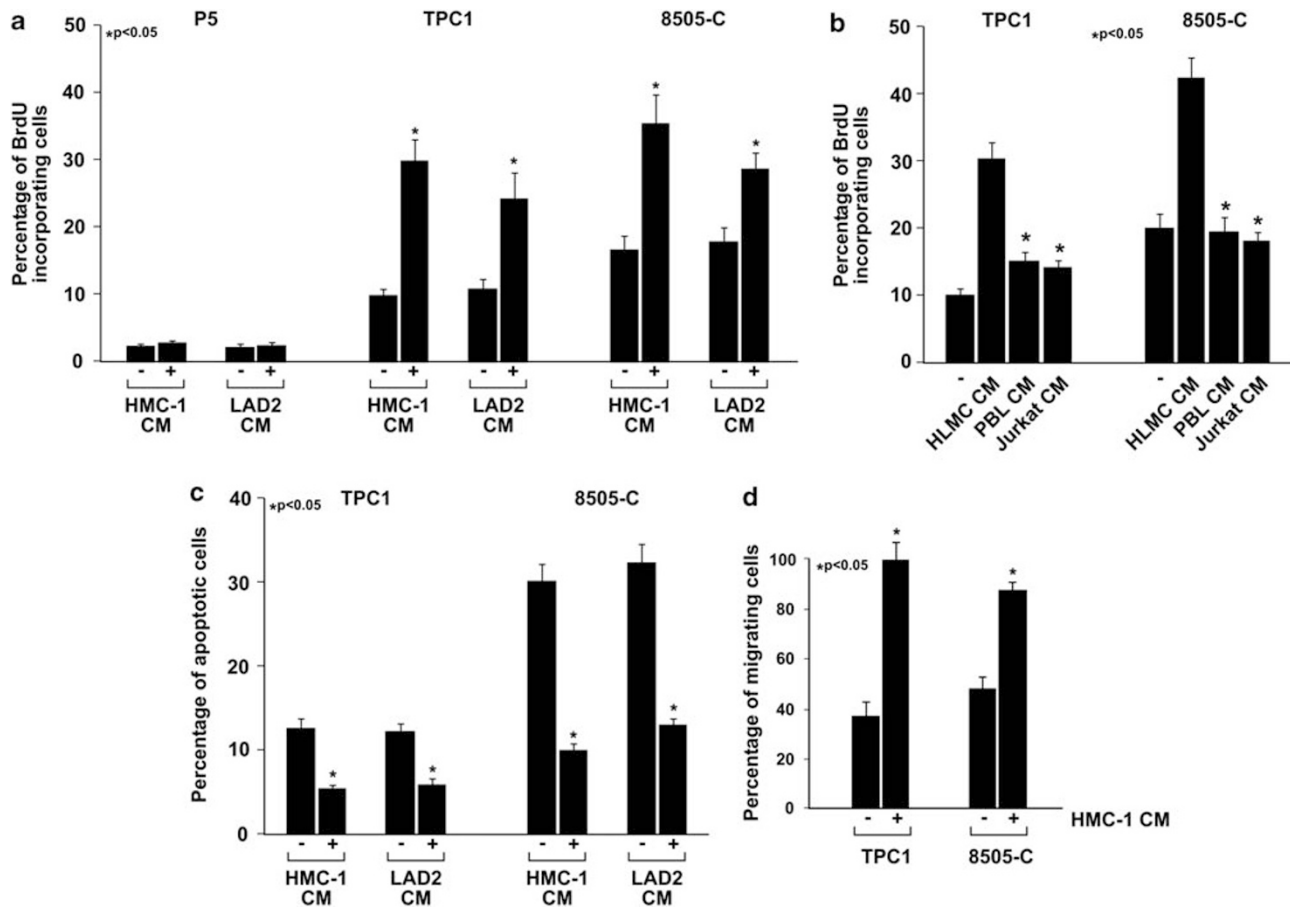 a
P5
TPC1
8505-C
*p<0.05
Percentage of BrdU
incorporating cells
50
40
30
20
10
0
- + - + - + - + - + - +
HMC-1 LAD2 HMC-1 LAD2 HMC-1 LAD2
CM CM CM CM CM CM
* * * *
b
TPC1
*p<0.05
8505-C
Percentage of BrdU
incorporating cells
50
40
30
20
10
0
* * * *
- HLMC CM PBL CM Jurkat CM - HLMC CM PBL CM Jurkat CM
c
TPC1
8505-C
*p<0.05
Percentage of apoptotic cells
40
30
20
10
0
* * * *
- + - + - + - +
HMC-1 LAD2 HMC-1 LAD2
CM CM CM CM
d
*p<0.05
Percentage of migrating cells
100
80
60
40
20
0
* *
- + - + HMC-1 CM
TPC1 8505-C